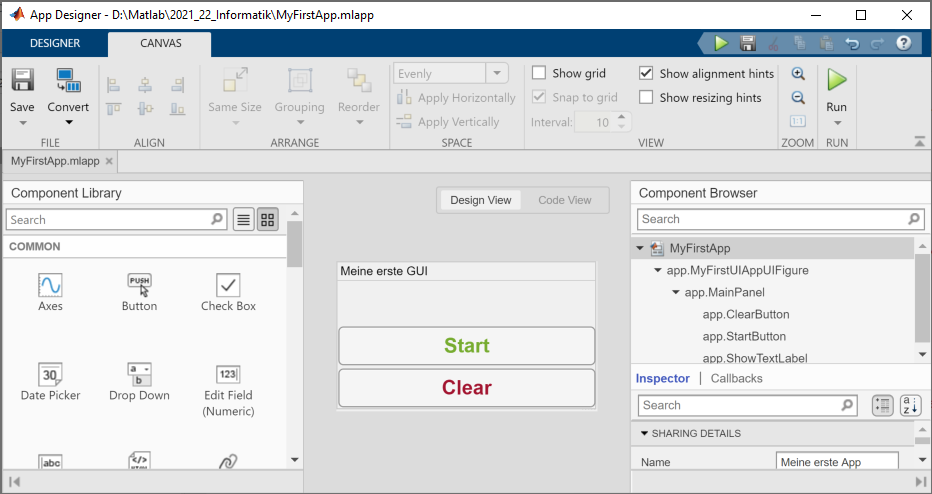 App Designer - D:\Matlab\2021_22_Informatik\MyFirstApp.mlapp
DESIGNER CANVAS
Save Convert
FILE
ALIGN
Same Size Grouping Reorder
ARRANGE
Evenly
Apply Horizontally
Apply Vertically
SPACE
Show grid
Snap to grid
Interval: 10
Show alignment hints
Show resizing hints
VIEW
1:1
ZOOM
Run
RUN
MyFirstApp.mlapp ×
Component Library
Search
COMMON
Axes
PUSH
Button
Check Box
30
Date Picker
a
b
Drop Down
123
Edit Field
(Numeric)
abc
</>
HTML
Design View Code View
Meine erste GUI
Start
Clear
Component Browser
Search
MyFirstApp
app.MyFirstUIAppUIFigure
app.MainPanel
app.ClearButton
app.StartButton
app.ShowTextLabel
Inspector | Callbacks
Search
a
z
SHARING DETAILS
Name Meine erste App